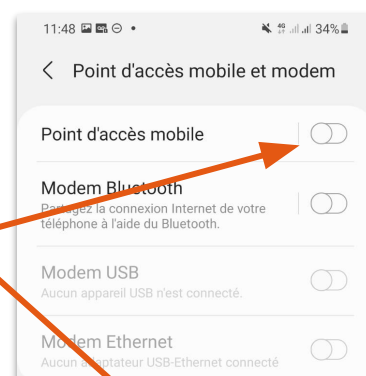 11:48 4G 34%
Point d'accès mobile et modem
Point d'accès mobile
Modem Bluetooth
Partagez la connexion Internet de votre
téléphone à l'aide du Bluetooth.
Modem USB
Aucun appareil USB n'est connecté.
Modem Ethernet
Aucun adaptateur USB-Ethernet connecté